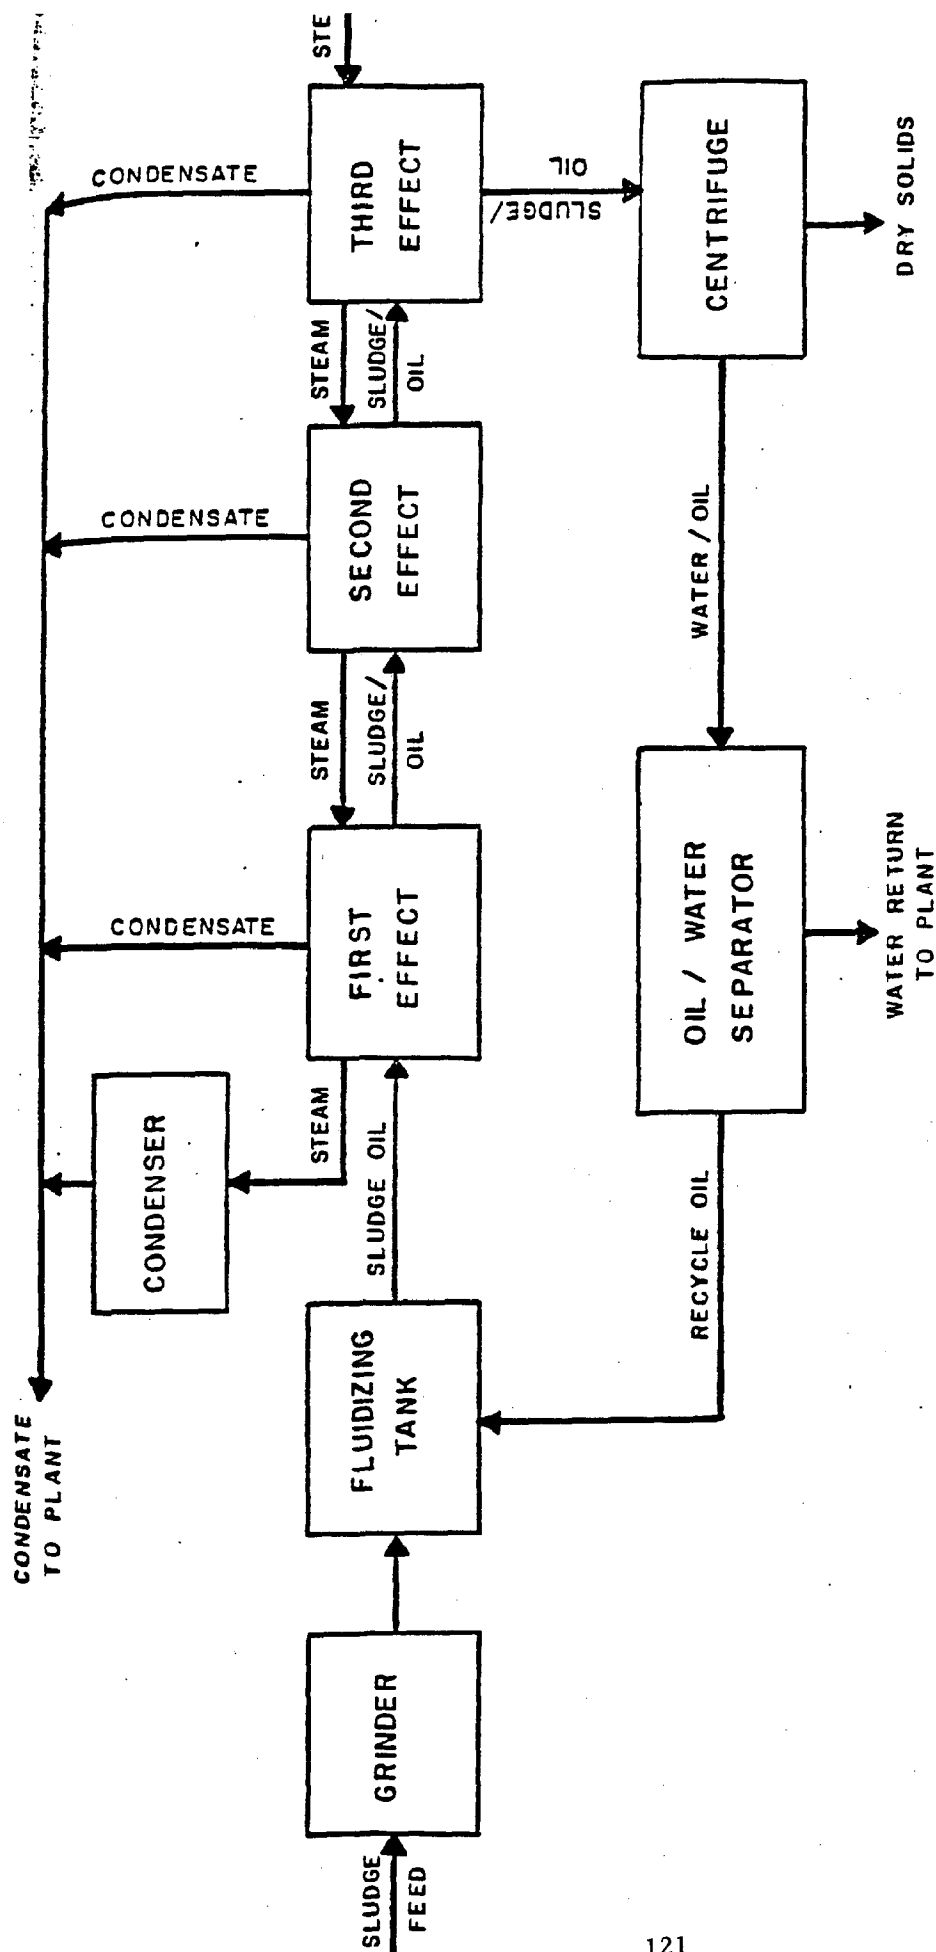 CONDENSATE
TO PLANT
CONDENSER
CONDENSATE
CONDENSATE
CONDENSATE
SLUDGE
FEED
GRINDER
FLUIDIZING
TANK
STEAM
SLUDGE OIL
FIRST
EFFECT
STEAM
SLUDGE/
OIL
SECOND
EFFECT
STEAM
SLUDGE/
OIL
THIRD
EFFECT
STE
SLUDGE/
OIL
RECYCLE OIL
OIL / WATER
SEPARATOR
WATER / OIL
CENTRIFUGE
WATER RETURN
TO PLANT
DRY SOLIDS
121